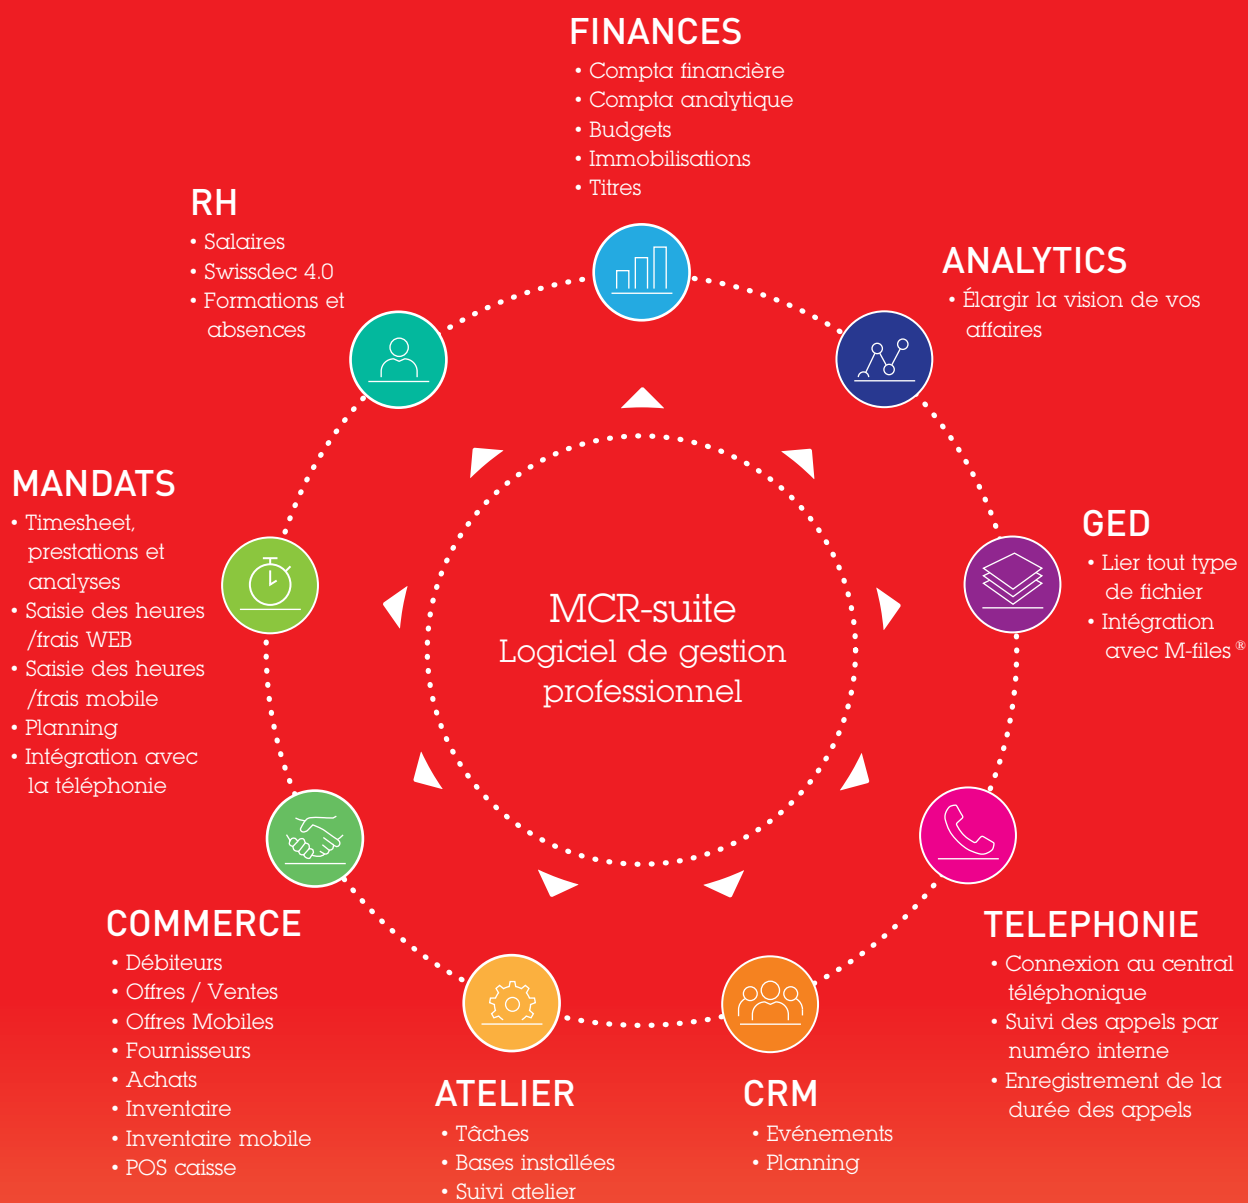 FINANCES
• Compta financière
• Compta analytique
• Budgets
• Immobilisations
• Titres
RH
• Salaires
• Swissdec 4.0
• Formations et
absences
ANALYTICS
• Élargir la vision de vos
affaires
MANDATS
• Timesheet,
prestations et
analyses
• Saisie des heures
/frais WEB
• Saisie des heures
/frais mobile
• Planning
• Intégration avec
la téléphonie
GED
• Lier tout type
de fichier
• Intégration
avec M-files ®
MCR-suite
Logiciel de gestion
professionnel
COMMERCE
• Débiteurs
• Offres / Ventes
• Offres Mobiles
• Fournisseurs
• Achats
• Inventaire
• Inventaire mobile
• POS caisse
TELEPHONIE
• Connexion au central
téléphonique
• Suivi des appels par
numéro interne
• Enregistrement de la
durée des appels
ATELIER
• Tâches
• Bases installées
• Suivi atelier
CRM
• Evénements
• Planning